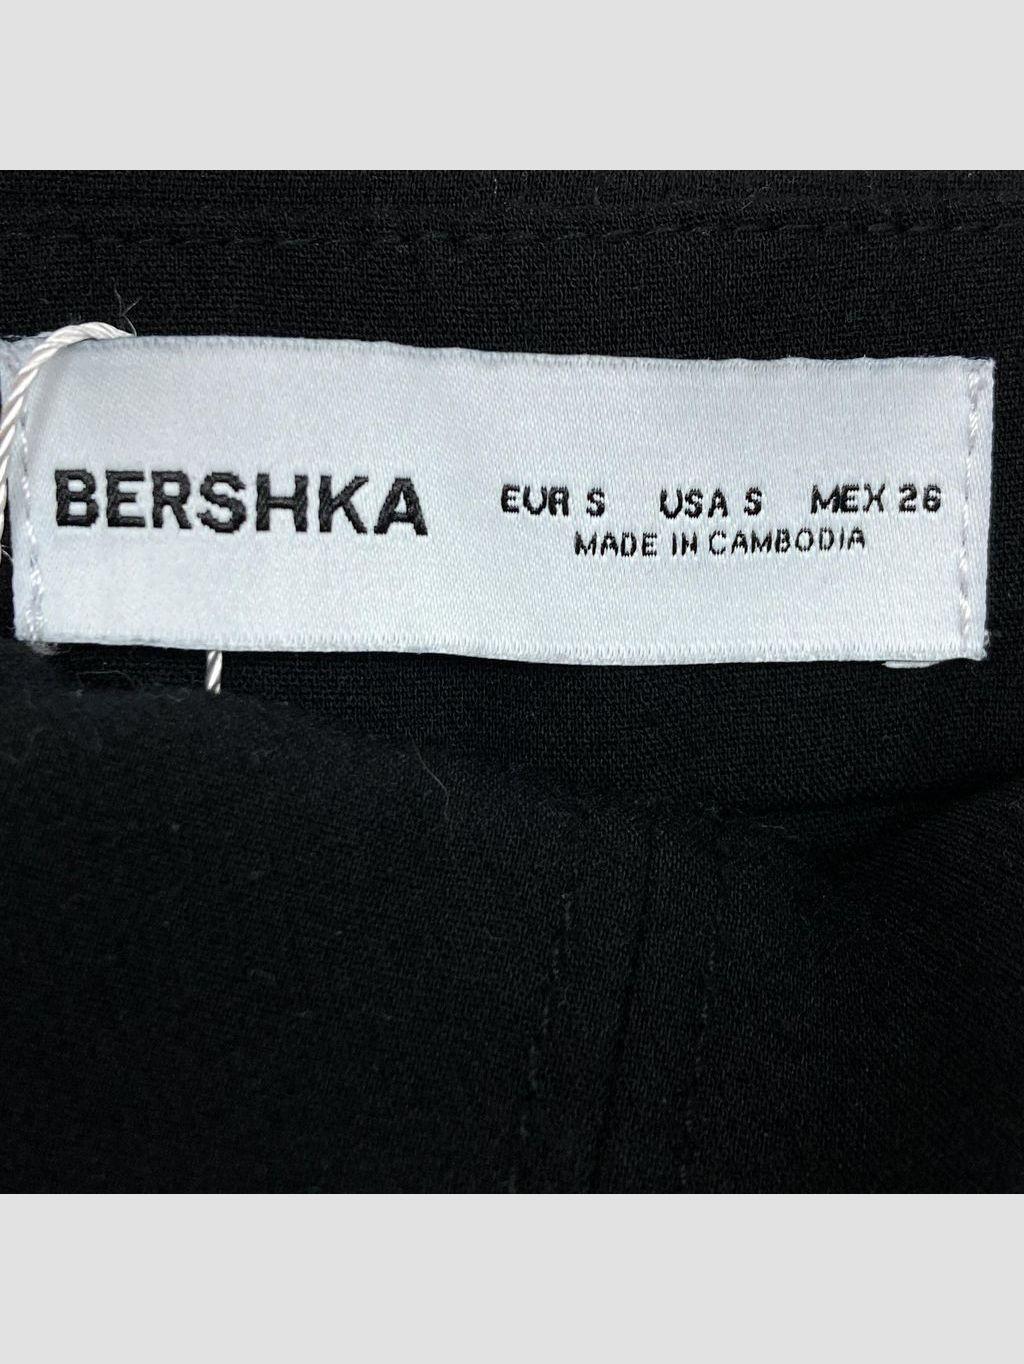 BERSHKA
EUR S USA S MEX 26
MADE IN CAMBODIA